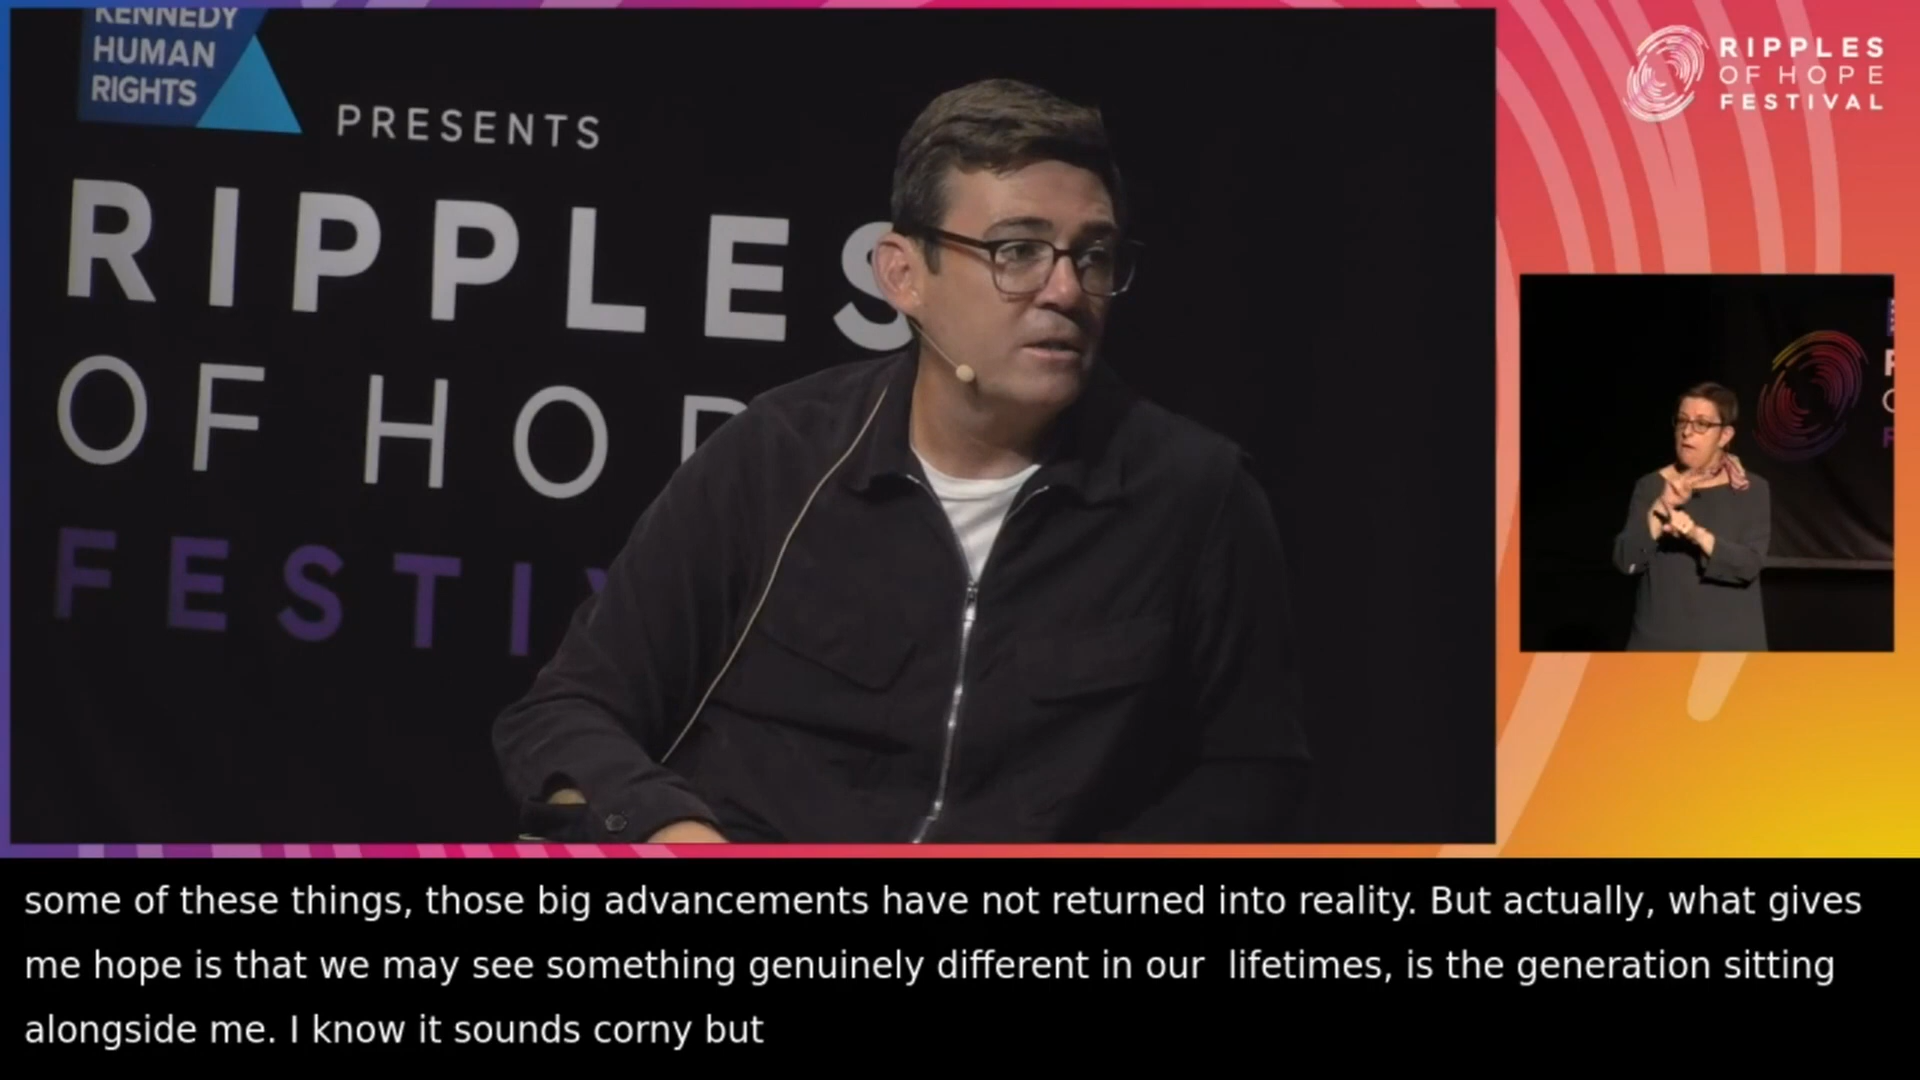 KENNEDY
HUMAN
RIGHTS
PRESENTS
RIPPLES
OF HOP
FESTIV
RIPPLES
OF HOPE
FESTIVAL
some of these things, those big advancements have not returned into reality. But actually, what gives
me hope is that we may see something genuinely different in our  lifetimes, is the generation sitting
alongside me. I know it sounds corny but